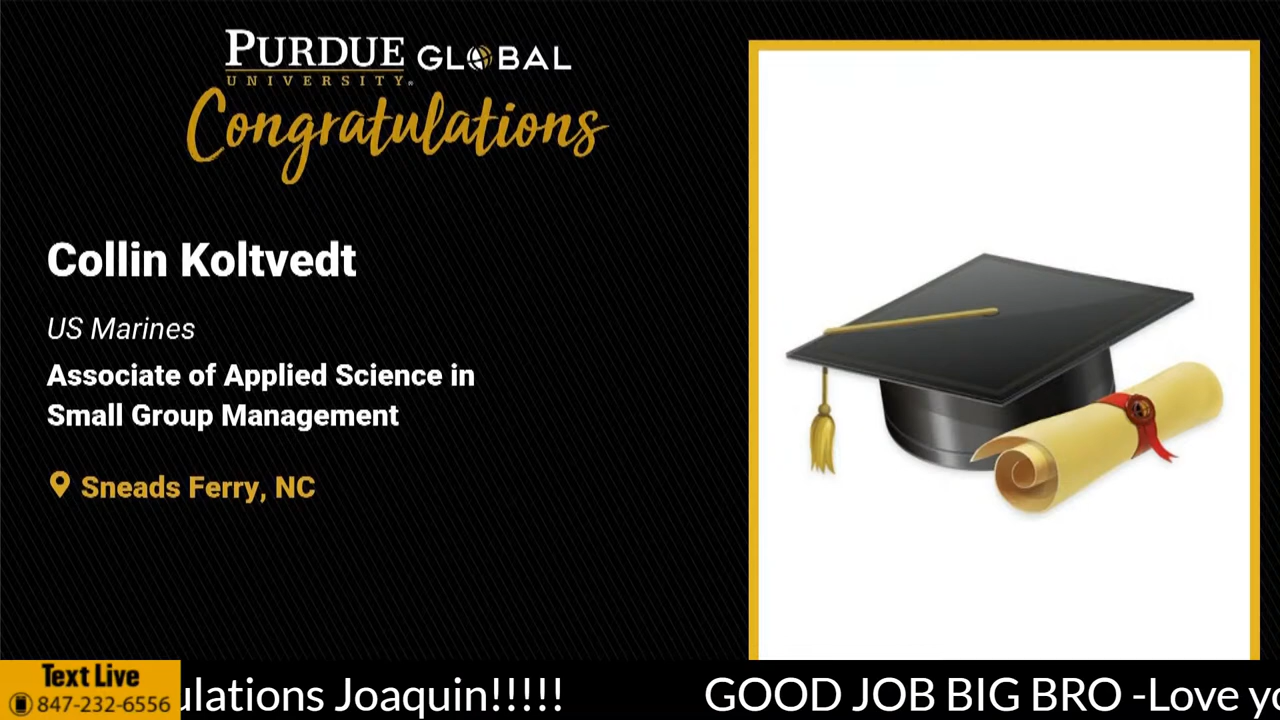 PURDUE GLOBAL
UNIVERSITY®
Congratulations
Collin Koltvedt
US Marines
Associate of Applied Science in
Small Group Management
Sneads Ferry, NC
Text Live
847-232-6556
ulations Joaquin!!!!! GOOD JOB BIG BRO -Love yo